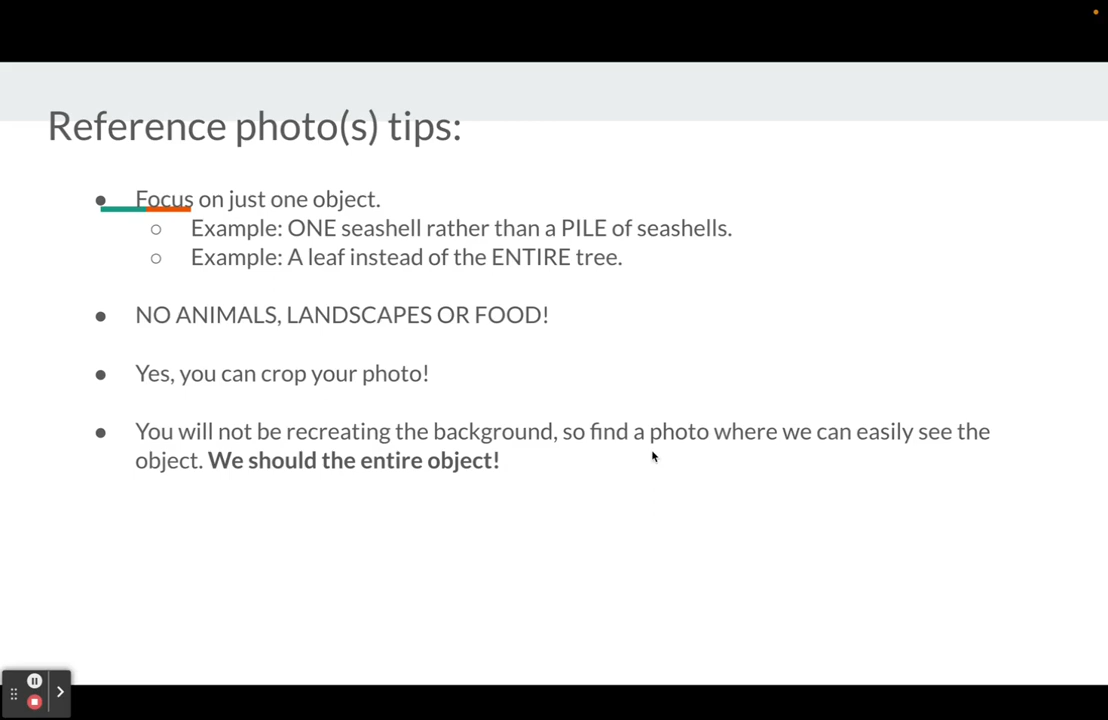 Reference photo(s) tips:
● Focus on just one object.
○ Example: ONE seashell rather than a PILE of seashells.
○ Example: A leaf instead of the ENTIRE tree.
● NO ANIMALS, LANDSCAPES OR FOOD!
● Yes, you can crop your photo!
● You will not be recreating the background, so find a photo where we can easily see the
object. We should the entire object!